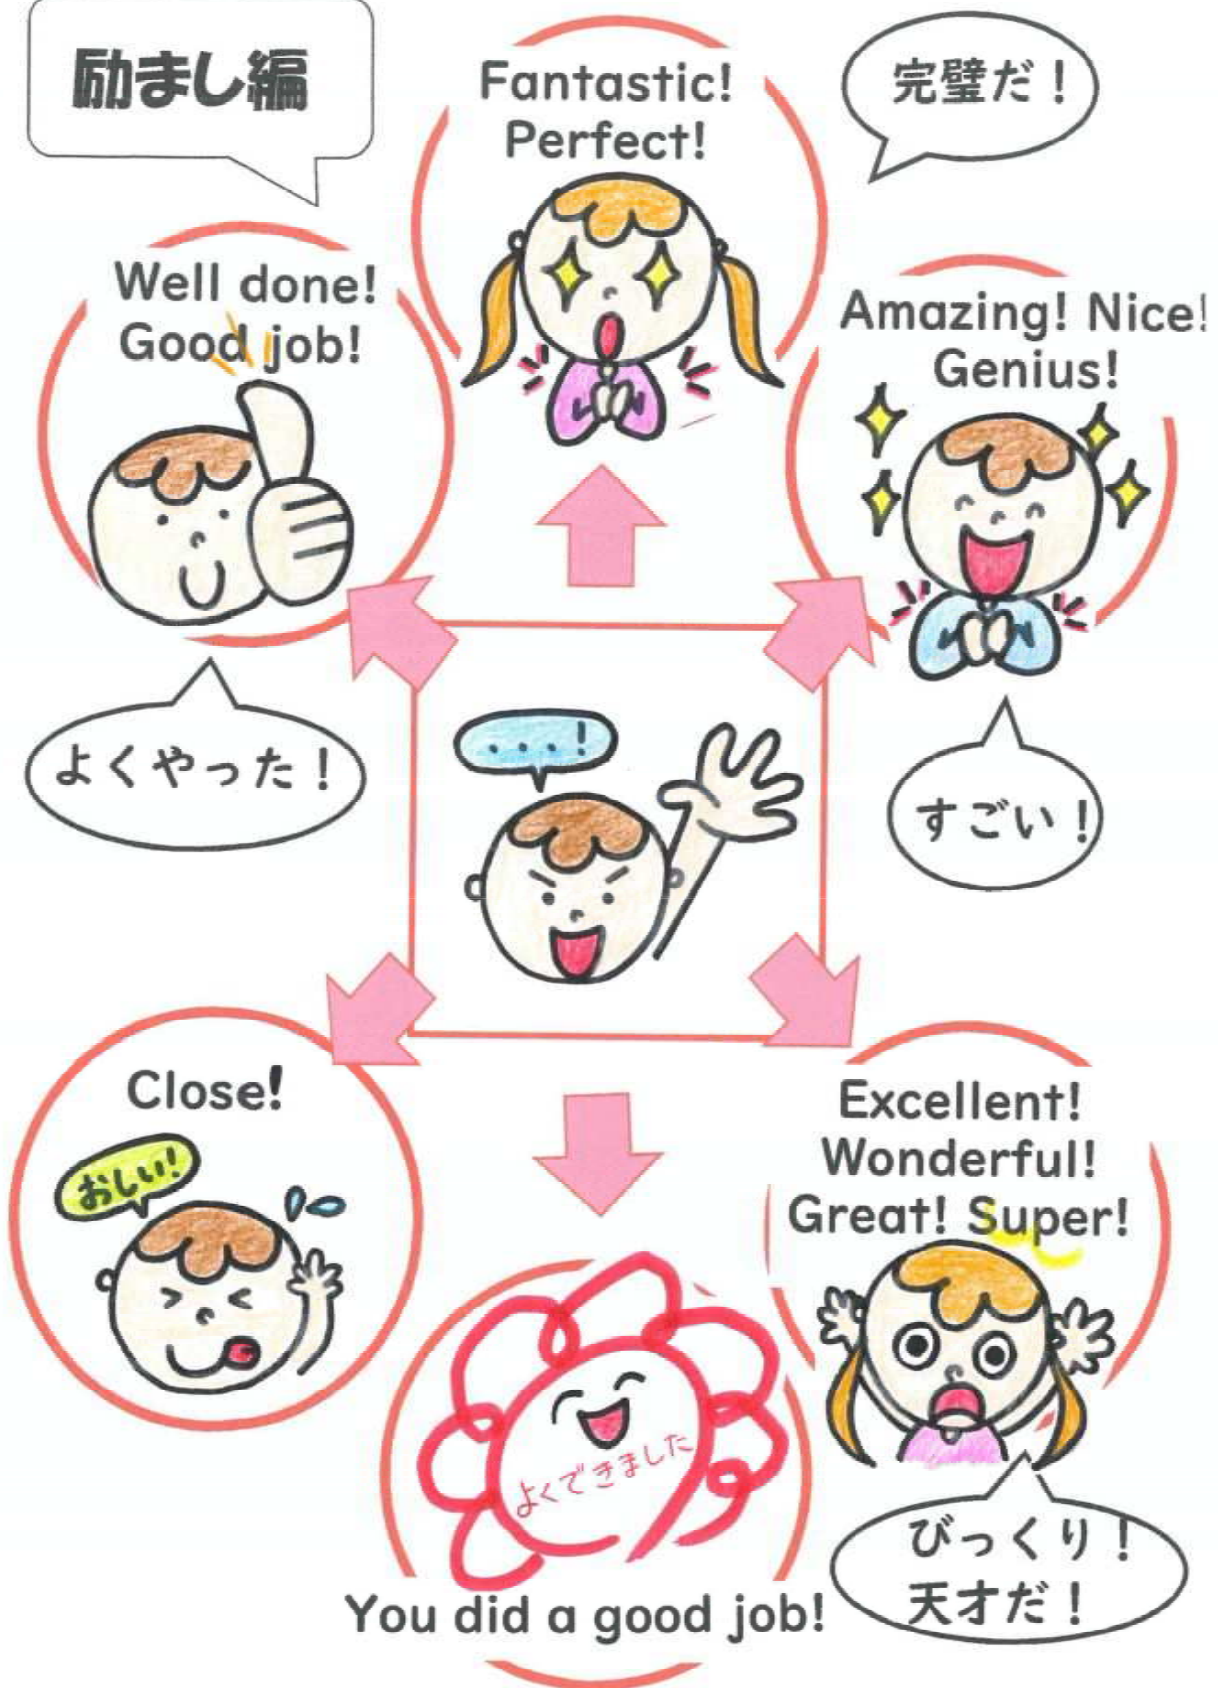 励まし編
Fantastic!
Perfect!
完璧だ！
Well done!
Good job!
Amazing! Nice!
Genius!
よくやった！
...!
すごい！
Close!
おしい!
Excellent!
Wonderful!
Great! Super!
よくできました
You did a good job!
びっくり！
天才だ！